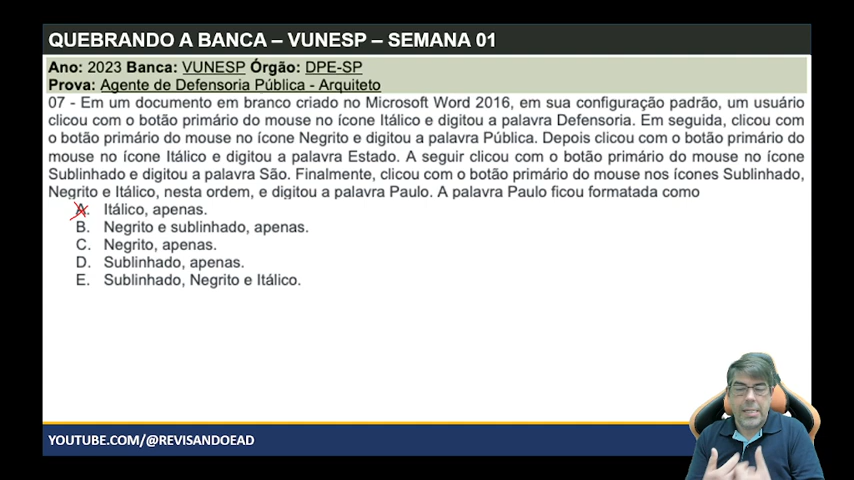 QUEBRANDO A BANCA – VUNESP – SEMANA 01
Ano: 2023 Banca: VUNESP Órgão: DPE-SP
Prova: Agente de Defensoria Pública - Arquiteto
07 - Em um documento em branco criado no Microsoft Word 2016, em sua configuração padrão, um usuário
clicou com o botão primário do mouse no ícone Itálico e digitou a palavra Defensoria. Em seguida, clicou com
o botão primário do mouse no ícone Negrito e digitou a palavra Pública. Depois clicou com o botão primário do
mouse no ícone Itálico e digitou a palavra Estado. A seguir clicou com o botão primário do mouse no ícone
Sublinhado e digitou a palavra São. Finalmente, clicou com o botão primário do mouse nos ícones Sublinhado,
Negrito e Itálico, nesta ordem, e digitou a palavra Paulo. A palavra Paulo ficou formatada como
A. Itálico, apenas.
B. Negrito e sublinhado, apenas.
C. Negrito, apenas.
D. Sublinhado, apenas.
E. Sublinhado, Negrito e Itálico.
YOUTUBE.COM/@REVISANDOEAD